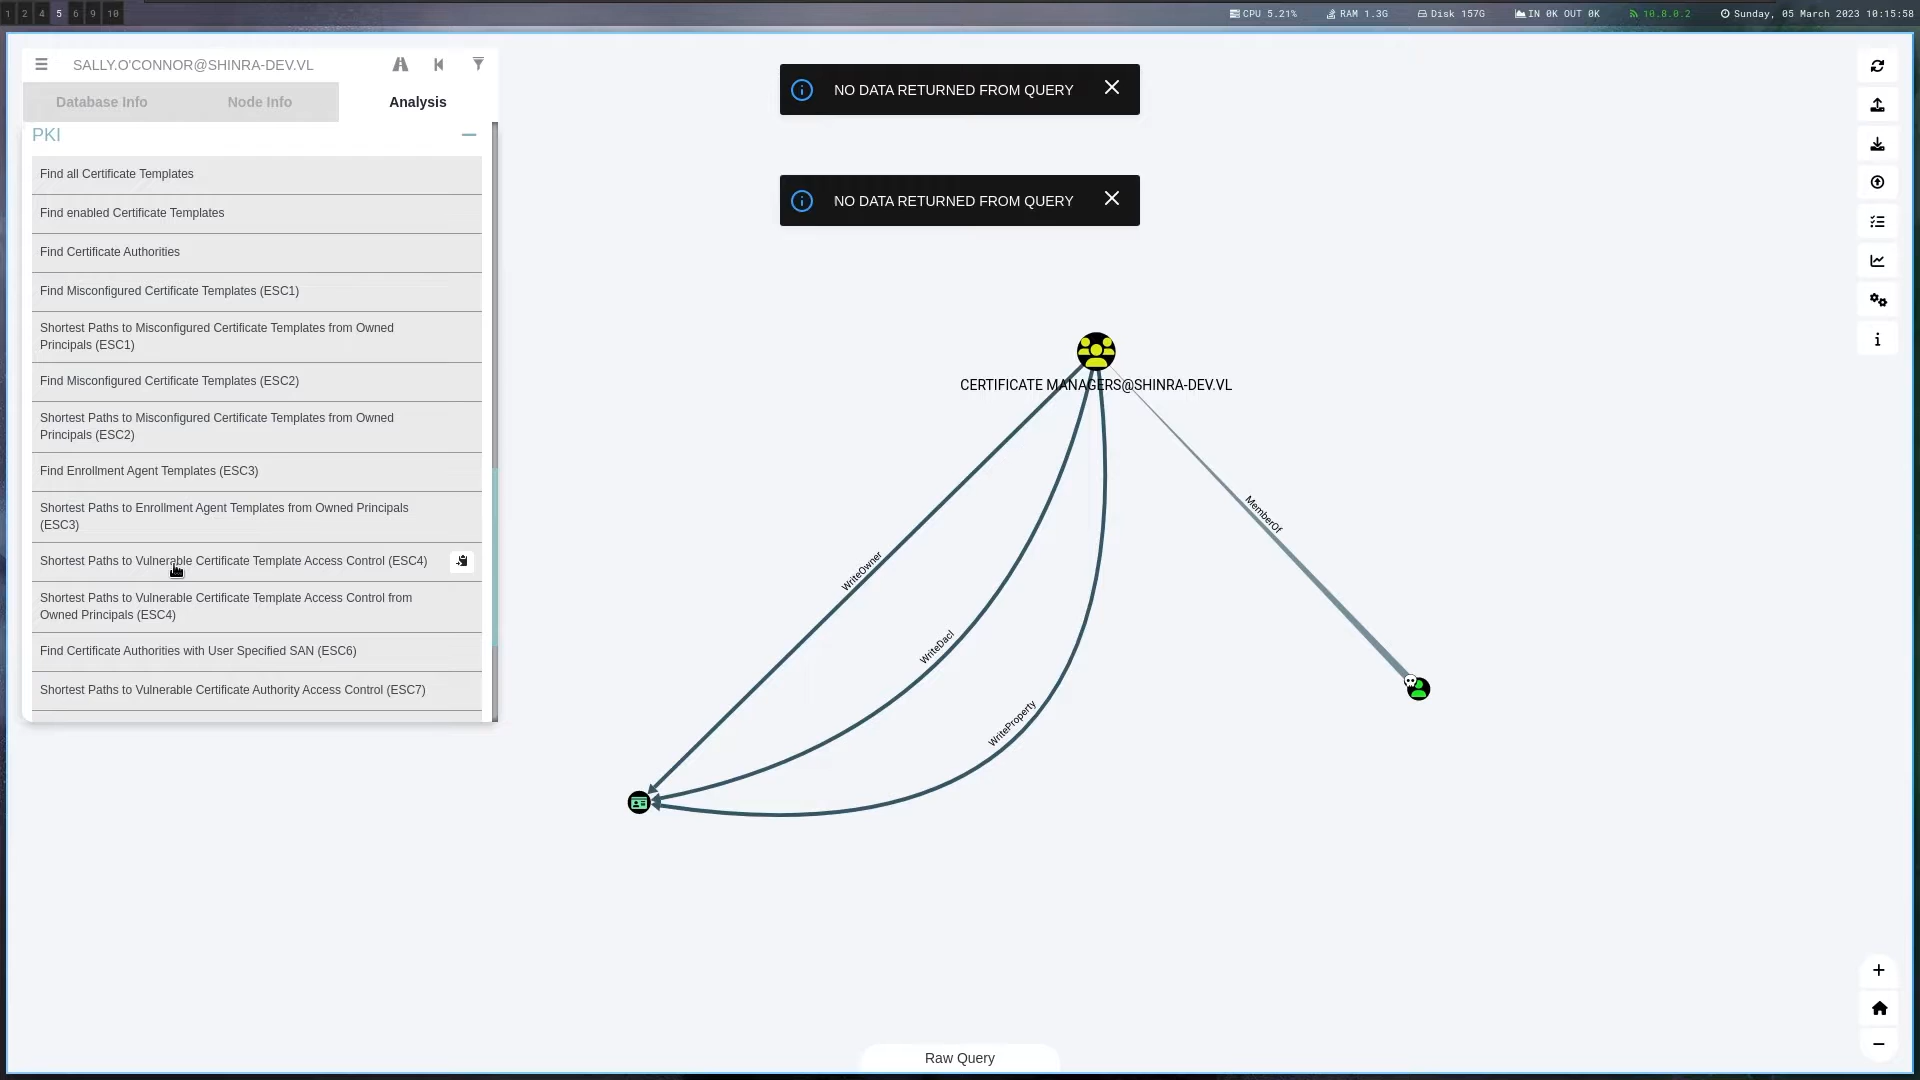 1 2 4 5 6 9 10
CPU 5.21% RAM 1.3G Disk 157G IN 0K OUT 0K 10.8.0.2 Sunday, 05 March 2023 10:15:58
SALLY.O'CONNOR@SHINRA-DEV.VL
Database Info Node Info Analysis
PKI
Find all Certificate Templates
Find enabled Certificate Templates
Find Certificate Authorities
Find Misconfigured Certificate Templates (ESC1)
Shortest Paths to Misconfigured Certificate Templates from Owned
Principals (ESC1)
Find Misconfigured Certificate Templates (ESC2)
Shortest Paths to Misconfigured Certificate Templates from Owned
Principals (ESC2)
Find Enrollment Agent Templates (ESC3)
Shortest Paths to Enrollment Agent Templates from Owned Principals
(ESC3)
Shortest Paths to Vulnerable Certificate Template Access Control (ESC4)
Shortest Paths to Vulnerable Certificate Template Access Control from
Owned Principals (ESC4)
Find Certificate Authorities with User Specified SAN (ESC6)
Shortest Paths to Vulnerable Certificate Authority Access Control (ESC7)
NO DATA RETURNED FROM QUERY
NO DATA RETURNED FROM QUERY
CERTIFICATE MANAGERS@SHINRA-DEV.VL
MemberOf
WriteOwner
WriteDacl
WriteProperty
Raw Query